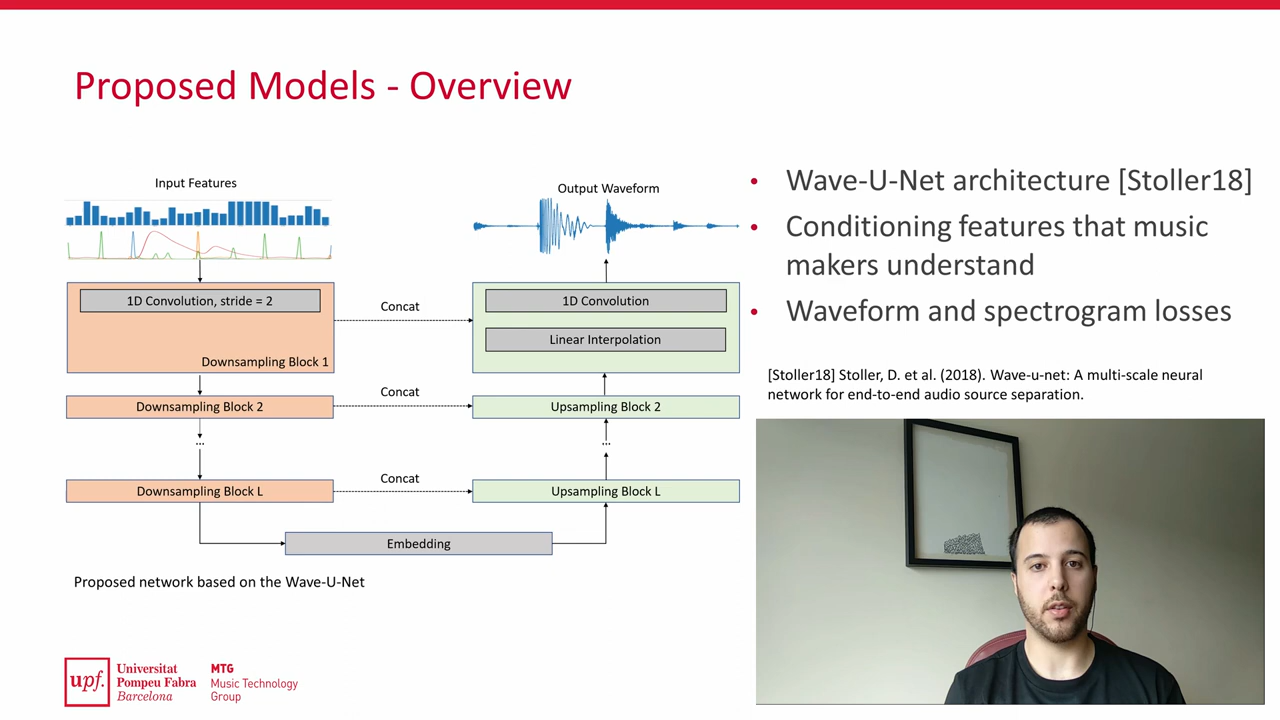 Proposed Models - Overview
Input Features
Output Waveform
1D Convolution, stride = 2
Downsampling Block 1
Concat
1D Convolution
Linear Interpolation
Downsampling Block 2
Concat
Upsampling Block 2
...
...
Downsampling Block L
Concat
Upsampling Block L
Embedding
Proposed network based on the Wave-U-Net
• Wave-U-Net architecture [Stoller18]
• Conditioning features that music
makers understand
• Waveform and spectrogram losses
[Stoller18] Stoller, D. et al. (2018). Wave-u-net: A multi-scale neural
network for end-to-end audio source separation.
upf.
Universitat
Pompeu Fabra
Barcelona
MTG
Music Technology
Group